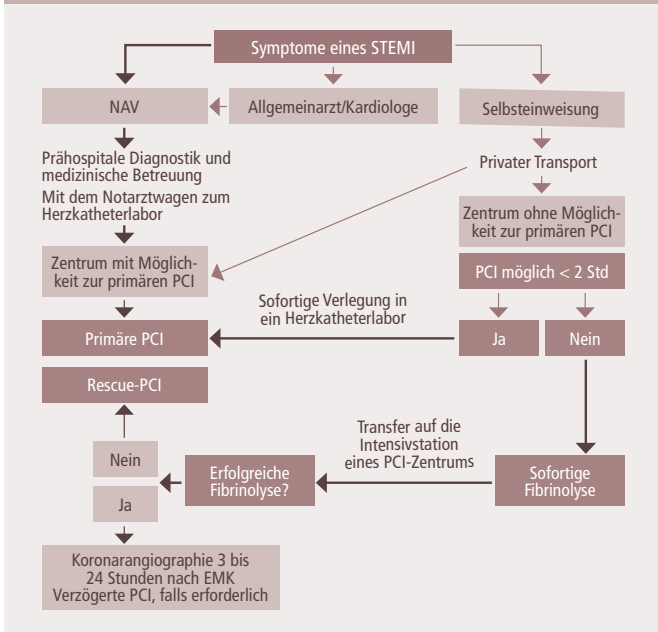 Symptome eines STEMI
NAV
Allgemeinarzt/Kardiologe
Selbsteinweisung
Prähospitale Diagnostik und
medizinische Betreuung
Mit dem Notarztwagen zum
Herzkatheterlabor
Privater Transport
Zentrum ohne Möglich-
keit zur primären PCI
Zentrum mit Möglich-
keit zur primären PCI
PCI möglich < 2 Std
Sofortige Verlegung in
ein Herzkatheterlabor
Primäre PCI
Ja
Nein
Rescue-PCI
Transfer auf die
Intensivstation
eines PCI-Zentrums
Nein
Ja
Erfolgreiche
Fibrinolyse?
Sofortige
Fibrinolyse
Koronarangiographie 3 bis
24 Stunden nach EMK
Verzögerte PCI, falls erforderlich